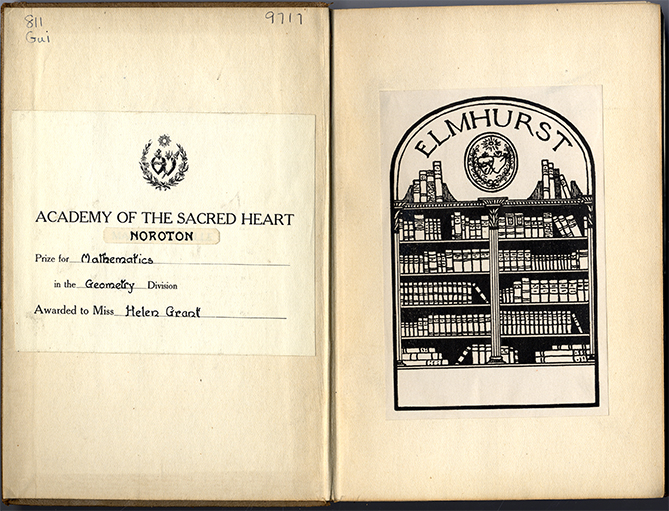 811
Gui
9717
ACADEMY OF THE SACRED HEART
NOROTON
Prize for Mathematics
in the Geometry Division
Awarded to Miss Helen Grant
ELMHURST